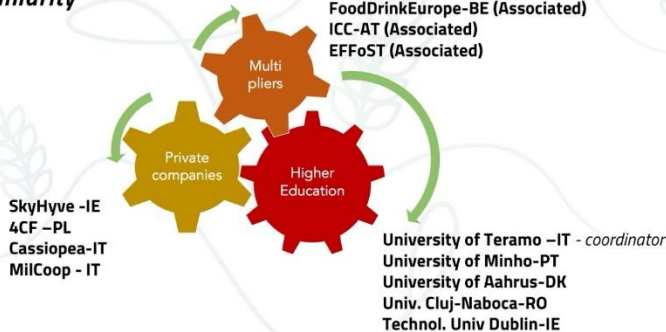 FoodDrinkEurope-BE (Associated)
ICC-AT (Associated)
EFFoST (Associated)
Multi
pliers
Private
companies
Higher
Education
SkyHyve -IE
4CF –PL
Cassiopea-IT
MilCoop - IT
University of Teramo –IT - coordinator
University of Minho-PT
University of Aahrus-DK
Univ. Cluj-Naboca-RO
Technol. Univ Dublin-IE